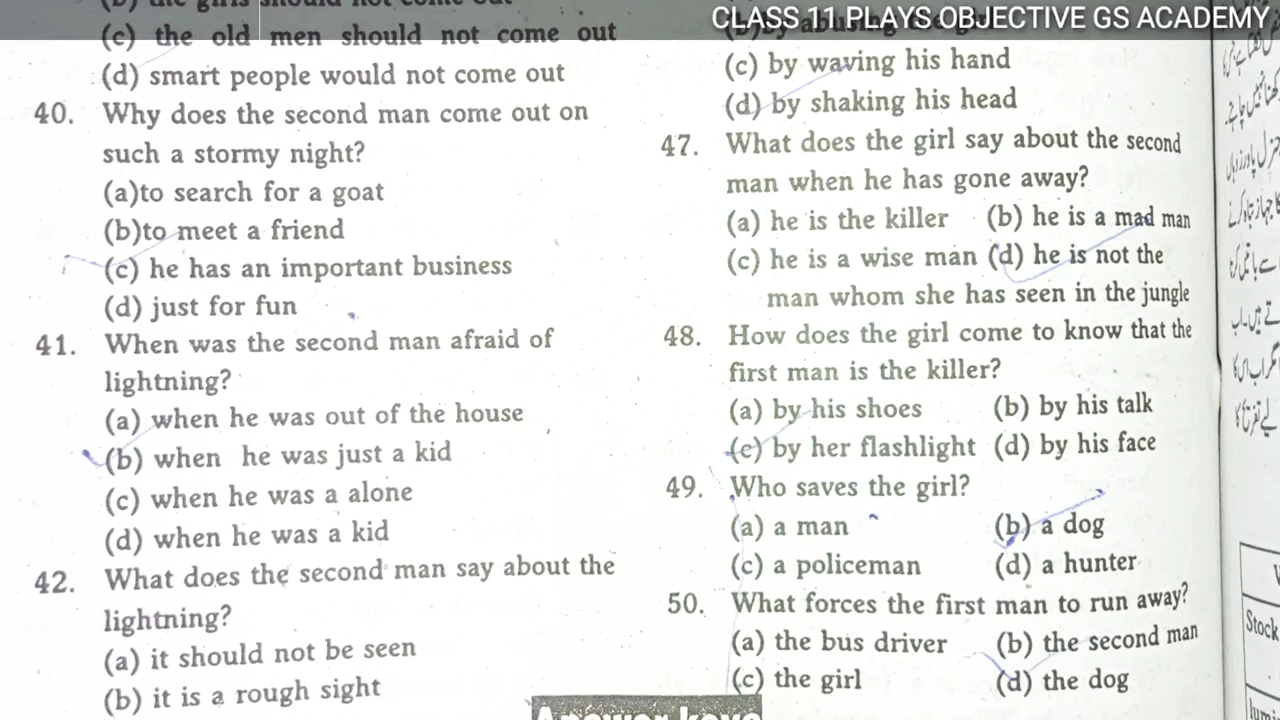 CLASS 11 PLAYS OBJECTIVE GS ACADEMY
(c) the old men should not come out
(d) smart people would not come out
40. Why does the second man come out on
such a stormy night?
(a)to search for a goat
(b)to meet a friend
(c) he has an important business
(d) just for fun
41. When was the second man afraid of
lightning?
(a) when he was out of the house
(b) when he was just a kid
(c) when he was a alone
(d) when he was a kid
42. What does the second man say about the
lightning?
(a) it should not be seen
(b) it is a rough sight
(c) by waving his hand
(d) by shaking his head
47. What does the girl say about the second
man when he has gone away?
(a) he is the killer (b) he is a mad man
(c) he is a wise man (d) he is not the
man whom she has seen in the jungle
48. How does the girl come to know that the
first man is the killer?
(a) by his shoes (b) by his talk
(c) by her flashlight (d) by his face
49. Who saves the girl?
(a) a man (b) a dog
(c) a policeman (d) a hunter
50. What forces the first man to run away?
(a) the bus driver (b) the second man
(c) the girl (d) the dog
Answer keys
Stock